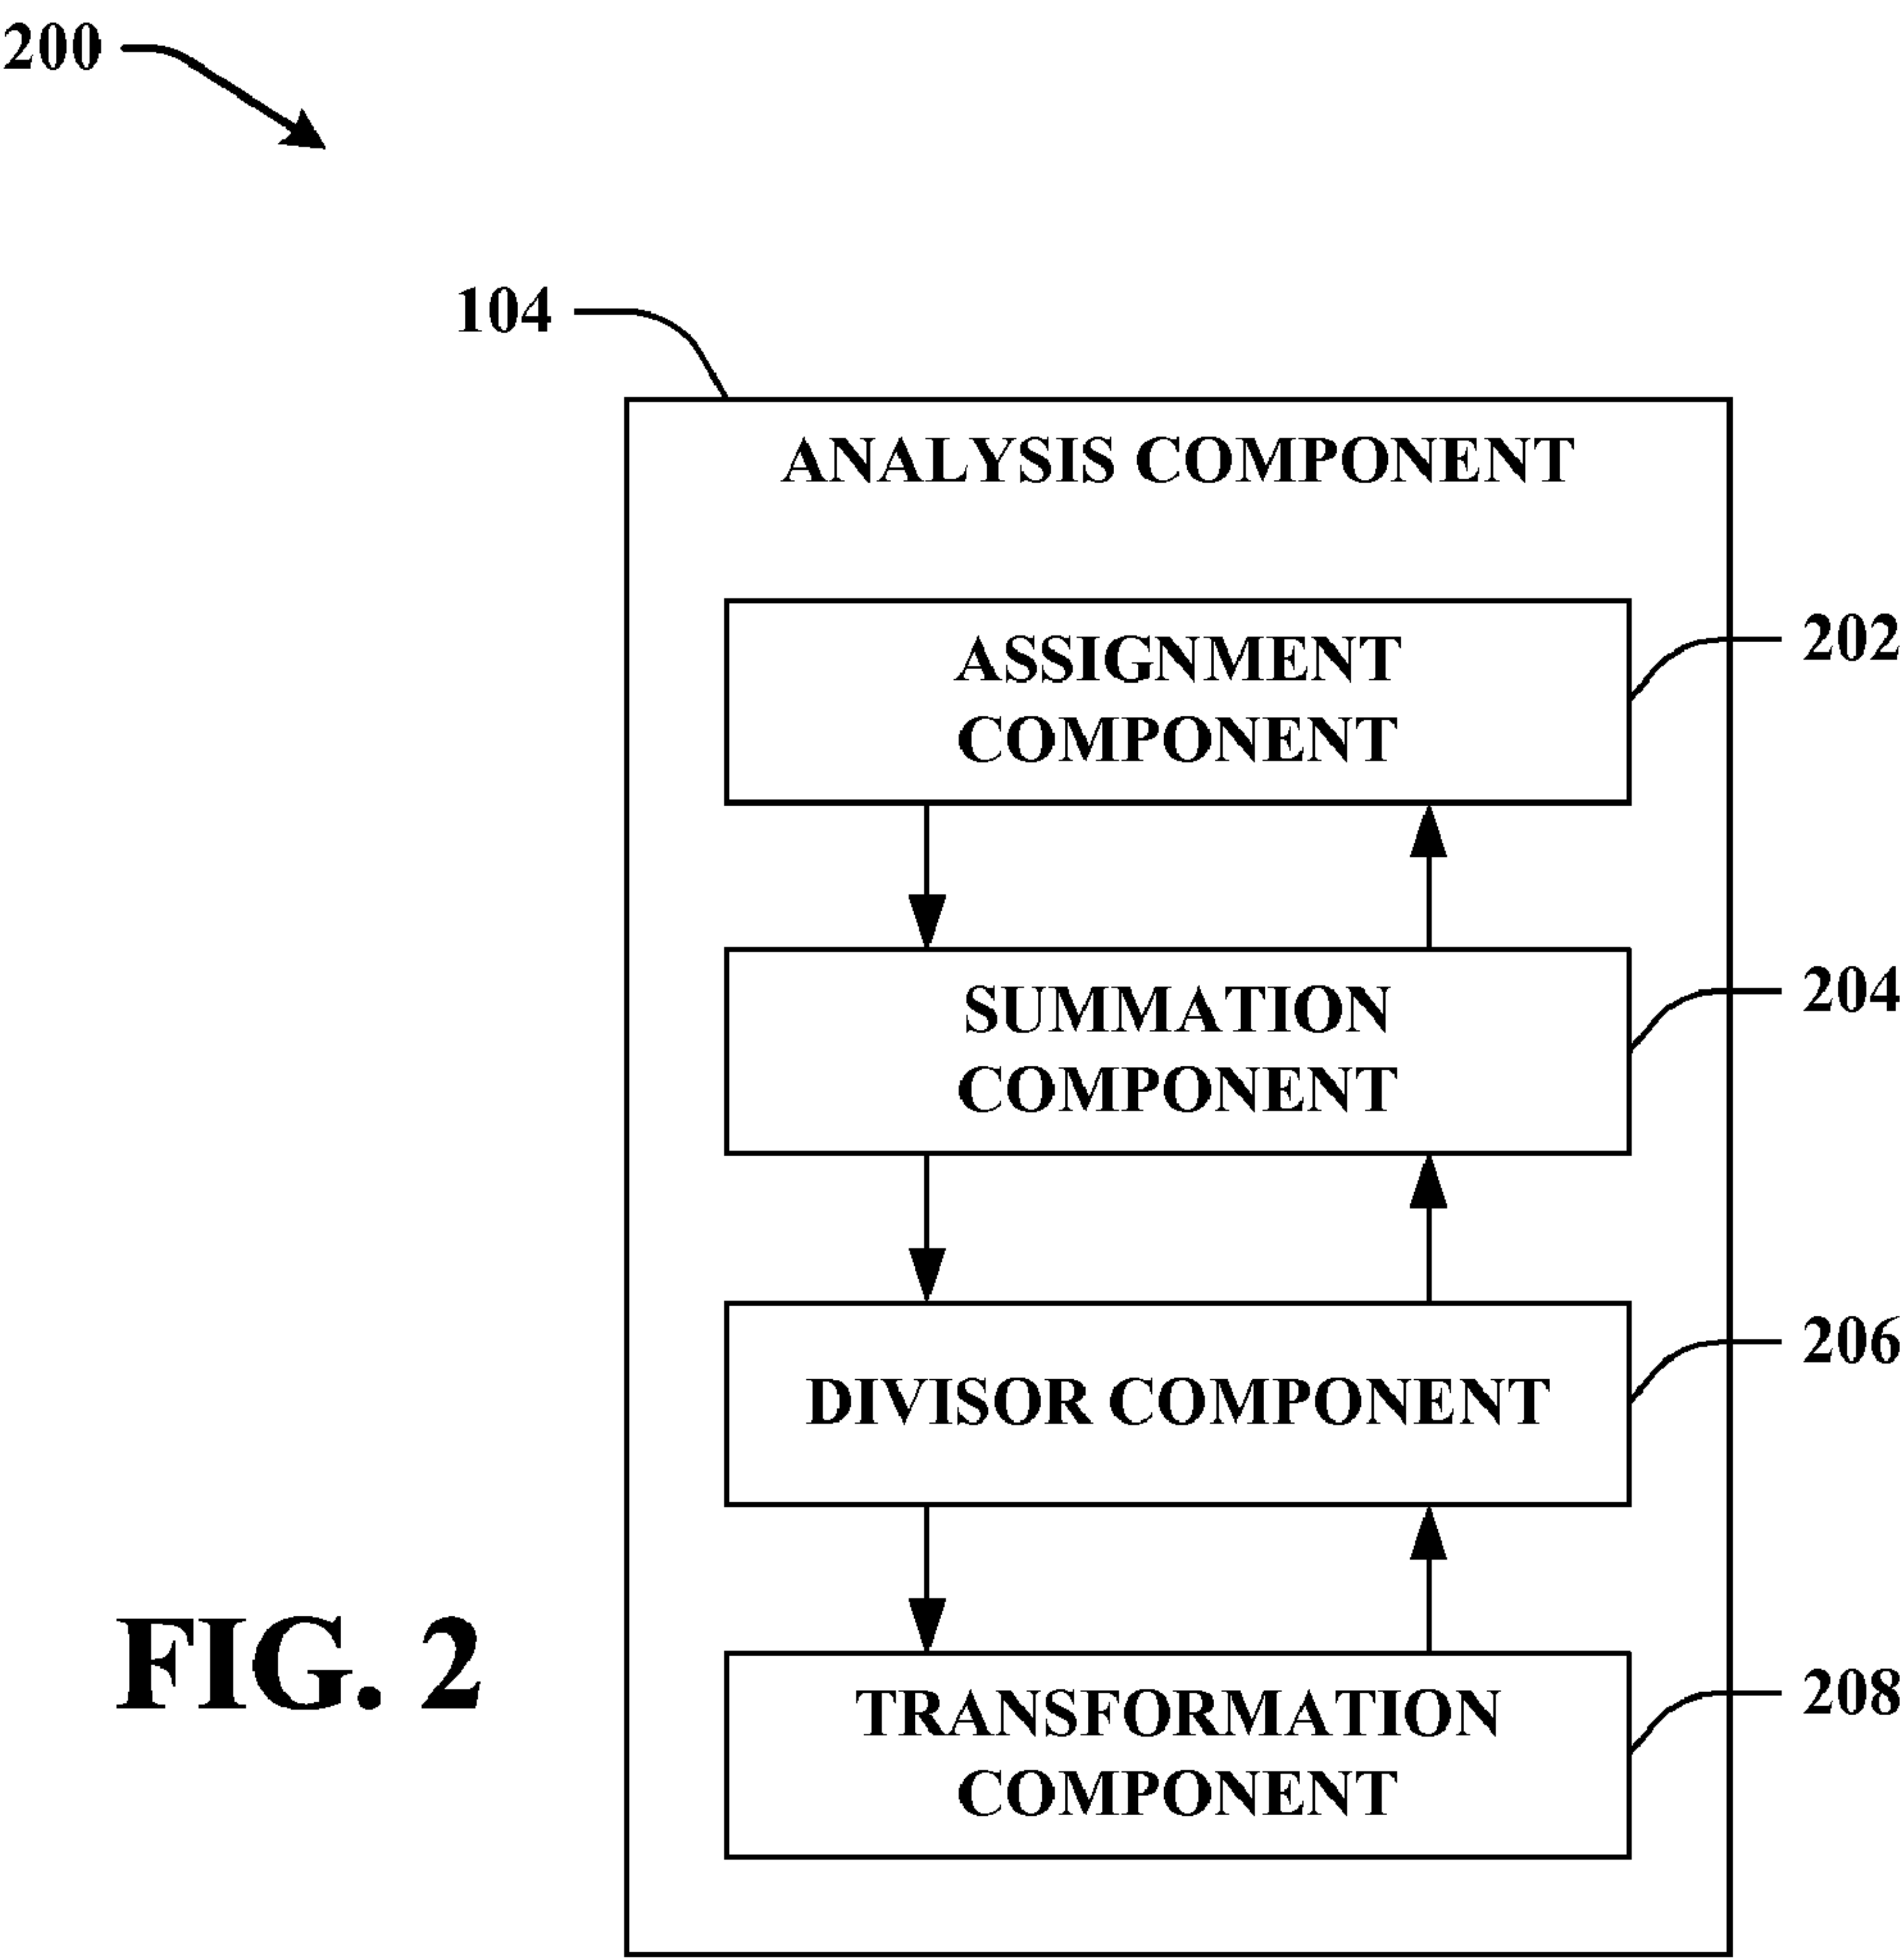 200
104
ANALYSIS COMPONENT
ASSIGNMENT
COMPONENT
202
SUMMATION
COMPONENT
204
DIVISOR COMPONENT
206
TRANSFORMATION
COMPONENT
208
FIG. 2